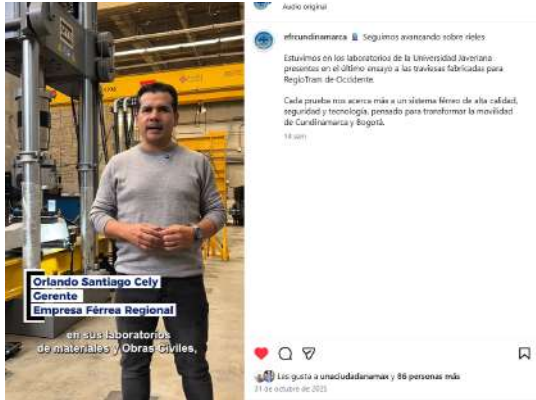 Orlando Santiago Cely
Gerente
Empresa Férrea Regional
en sus laboratorios
de materiales y Obras Civiles,
Audio original
efrcundinamarca Seguimos avanzando sobre rieles
Estuvimos en los laboratorios de la Universidad Javeriana
presentes en el último ensayo a las traviesas fabricadas para
RegioTram de Occidente.
Cada prueba nos acerca más a un sistema férreo de alta calidad,
seguridad y tecnología, pensado para transformar la movilidad
de Cundinamarca y Bogotá.
18 sem
Les gusta a unaciudadanamax y 86 personas más
31 de octubre de 2025